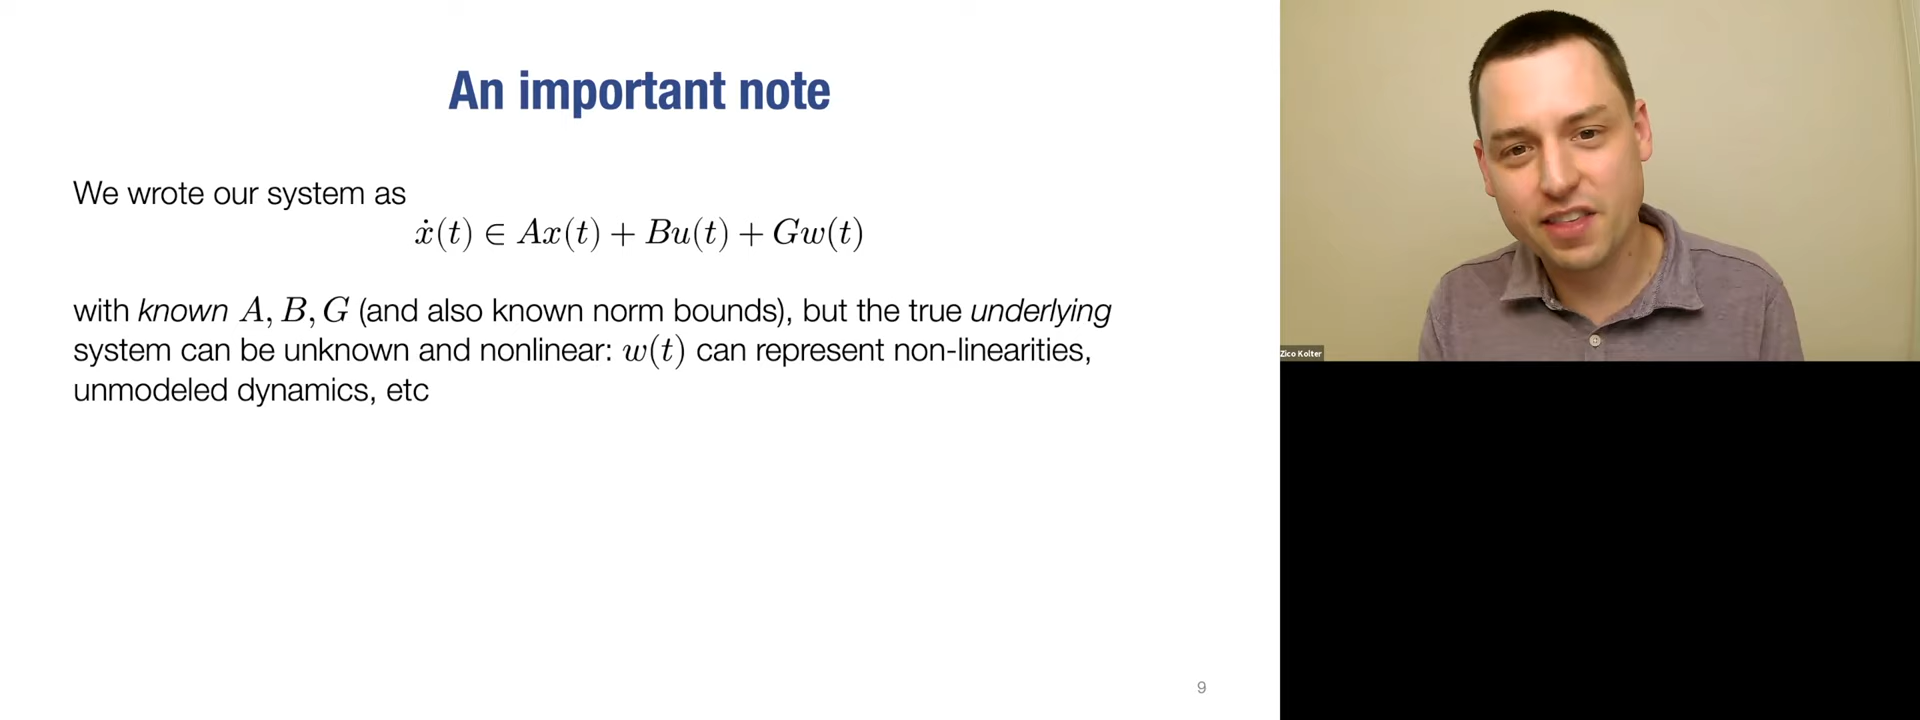 An important note
We wrote our system as
ẋ(t) ∈ Ax(t) + Bu(t) + Gw(t)
with known A, B, G (and also known norm bounds), but the true underlying
system can be unknown and nonlinear: w(t) can represent non-linearities,
unmodeled dynamics, etc
9
Zico Kolter